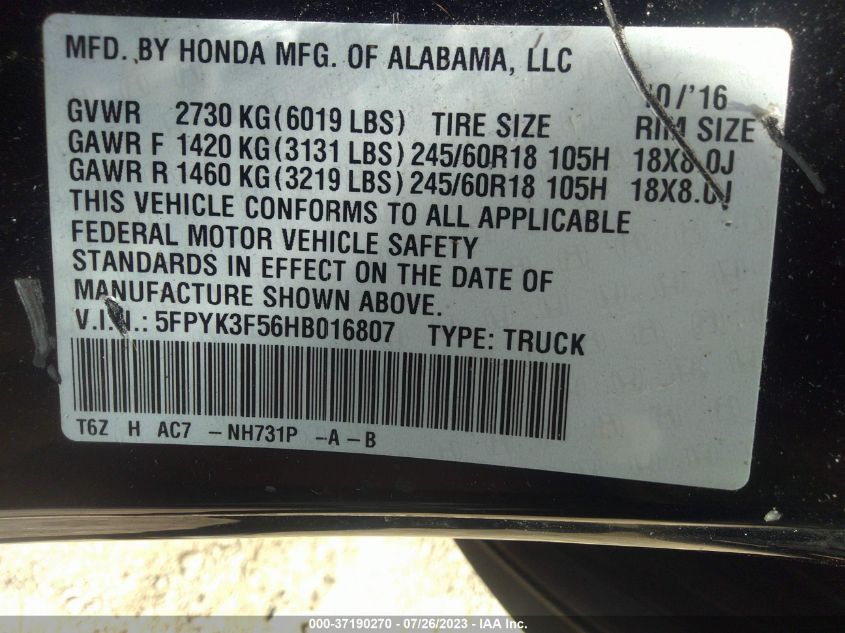 MFD. BY HONDA MFG. OF ALABAMA, LLC
10/'16
GVWR 2730 KG(6019 LBS) TIRE SIZE RIM SIZE
GAWR F 1420 KG(3131 LBS) 245/60R18 105H 18X8.0J
GAWR R 1460 KG(3219 LBS) 245/60R18 105H 18X8.0J
THIS VEHICLE CONFORMS TO ALL APPLICABLE
FEDERAL MOTOR VEHICLE SAFETY
STANDARDS IN EFFECT ON THE DATE OF
MANUFACTURE SHOWN ABOVE.
V.I.N.: 5FPYK3F56HB016807 TYPE: TRUCK
T6Z H AC7 -NH731P -A-B
000-37190270 - 07/26/2023 - IAA Inc.